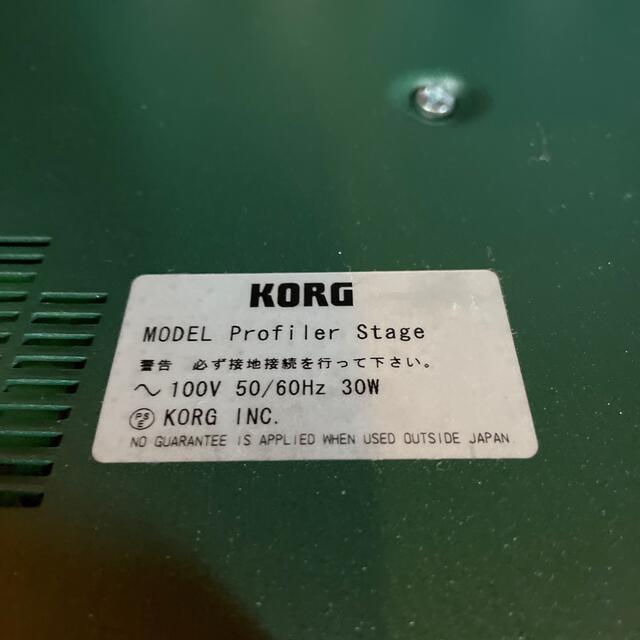 KORG
MODEL Profiler Stage
警告 必ず接地接続を行って下さい。
～ 100V 50/60Hz 30W
PSE KORG INC.
NO GUARANTEE IS APPLIED WHEN USED OUTSIDE JAPAN.